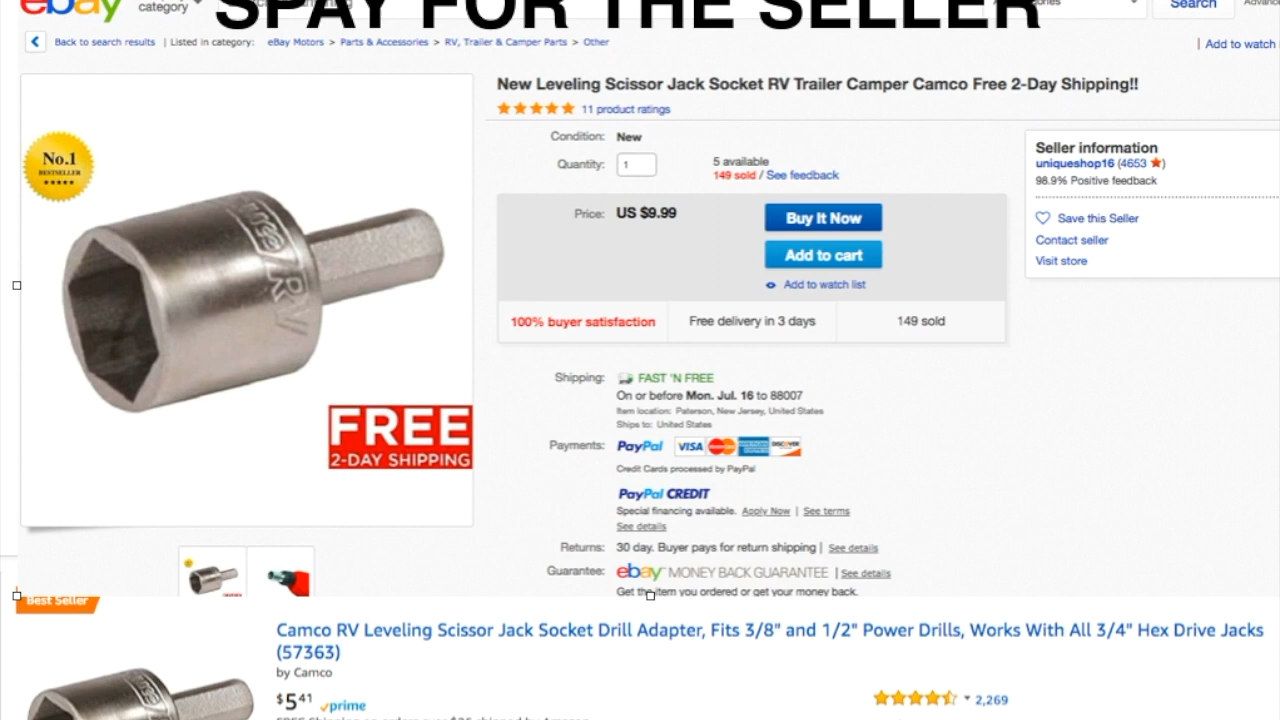 SPAY FOR THE SELLER
ebay
category
Search
Back to search results | Listed in category: eBay Motors > Parts & Accessories > RV, Trailer & Camper Parts > Other
| Add to watch
New Leveling Scissor Jack Socket RV Trailer Camper Camco Free 2-Day Shipping!!
11 product ratings
No.1
BESTSELLER
Condition: New
Quantity: 1
5 available
149 sold / See feedback
Price: US $9.99
Buy It Now
Add to cart
Add to watch list
100% buyer satisfaction
Free delivery in 3 days
149 sold
Seller information
uniqueshop16 (4653 ★)
98.9% Positive feedback
Save this Seller
Contact seller
Visit store
RV
FREE
2-DAY SHIPPING
Shipping: FAST 'N FREE
On or before Mon. Jul. 16 to 88007
Item location: Paterson, New Jersey, United States
Ships to: United States
Payments: PayPal VISA MasterCard DISCOVER
Credit Cards processed by PayPal
PayPal CREDIT
Special financing available. Apply Now | See terms
See details
Returns: 30 day. Buyer pays for return shipping | See details
Guarantee: ebay MONEY BACK GUARANTEE | See details
Get the item you ordered or get your money back.
Best Seller
Camco RV Leveling Scissor Jack Socket Drill Adapter, Fits 3/8" and 1/2" Power Drills, Works With All 3/4" Hex Drive Jacks
(57363)
by Camco
$5.41 prime
2,269